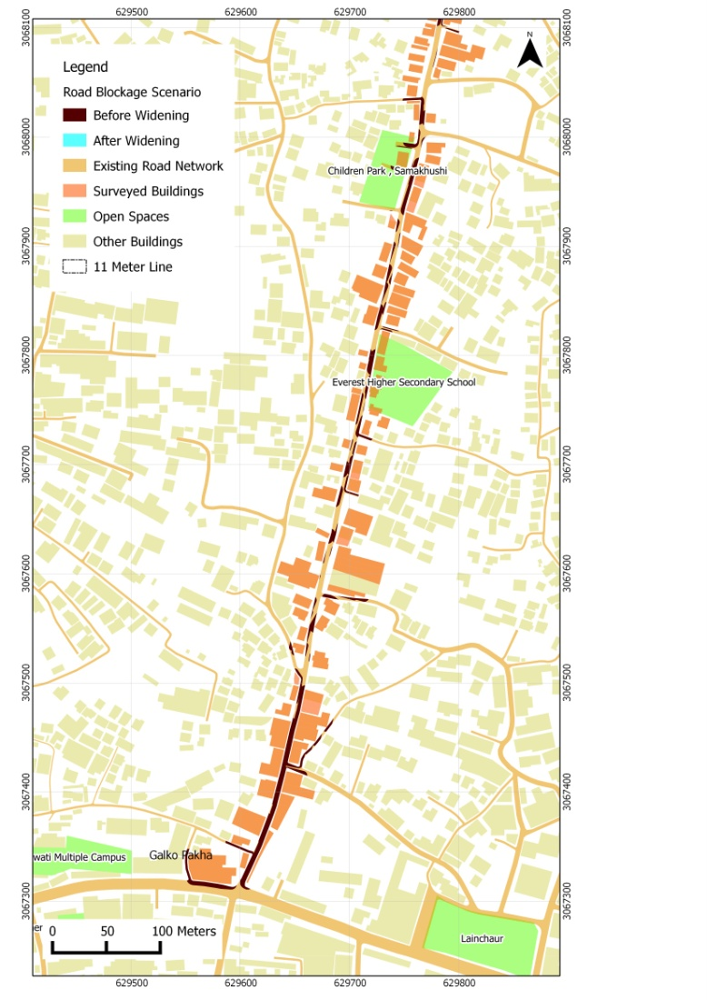 629500 629600 629700 629800
3068100 3068100
N
Legend
Road Blockage Scenario
Before Widening
After Widening
Existing Road Network
Surveyed Buildings
Open Spaces
Other Buildings
11 Meter Line
3068000 3068000
Children Park , Samakhushi
3067900 3067900
3067800 3067800
Everest Higher Secondary School
3067700 3067700
3067600 3067600
3067500 3067500
3067400 3067400
Galko Pakha
wati Multiple Campus
3067300 3067300
er
0 50 100 Meters
Lainchaur
629500 629600 629700 629800